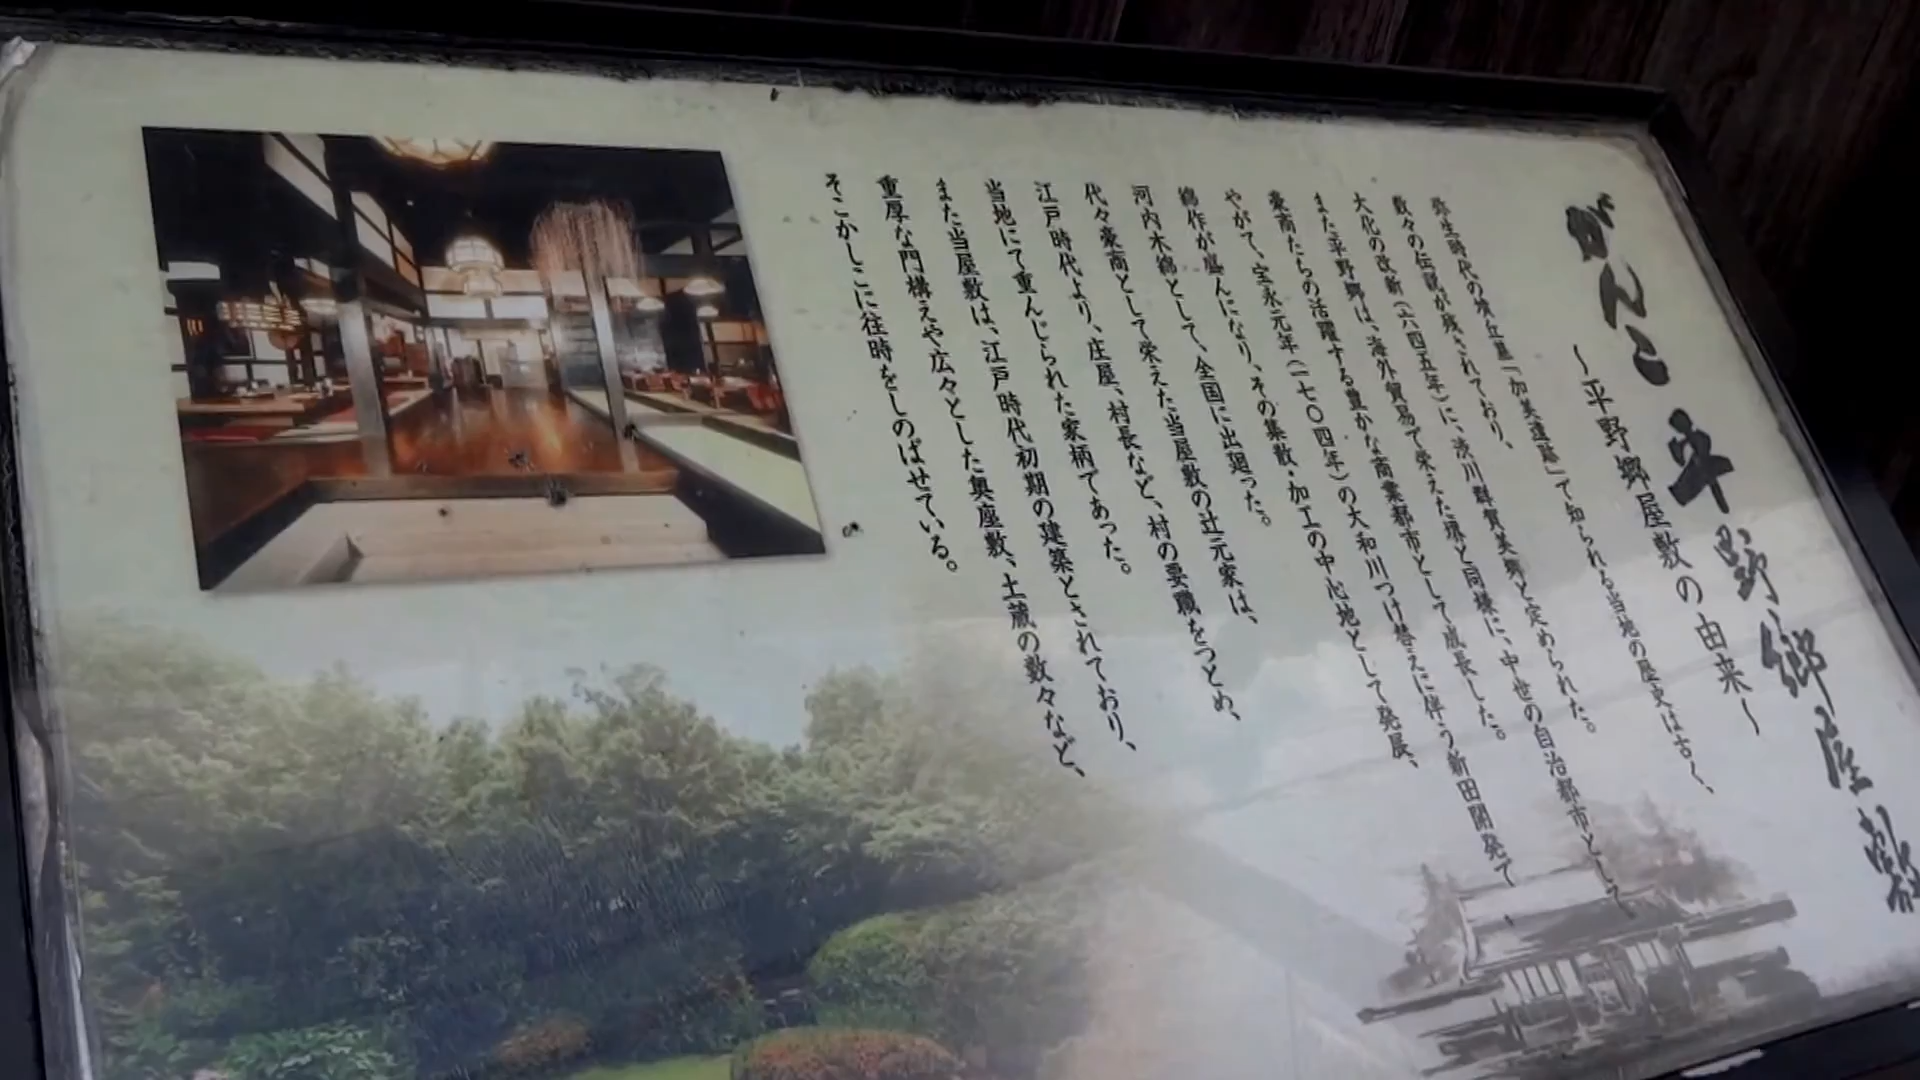 がんこ平野郷屋敷
～平野郷屋敷の由来～
弥生時代の墳丘墓「加美遺跡」で知られる当地の歴史は古く、
数々の伝説が残されており、
大化の改新（六四五年）に、渋川群賀美郷と定められた。
また平野郷は、海外貿易で栄えた堺と同様に、中世の自治都市として
豪商たちの活躍する豊かな商業都市として成長した。
やがて、宝永元年（一七〇四年）の大和川つけ替えに伴う新田開発で、
綿作が盛んになり、その集散・加工の中心地として発展、
河内木綿として、全国に出廻った。
代々豪商として栄えた当屋敷の辻元家は、
江戸時代より、庄屋、村長など、村の要職をつとめ、
当地にて重んじられた家柄であった。
また当屋敷は、江戸時代初期の建築とされており、
重厚な門構えや広々とした奥座敷、土蔵の数々など、
そこかしこに往時をしのばせている。